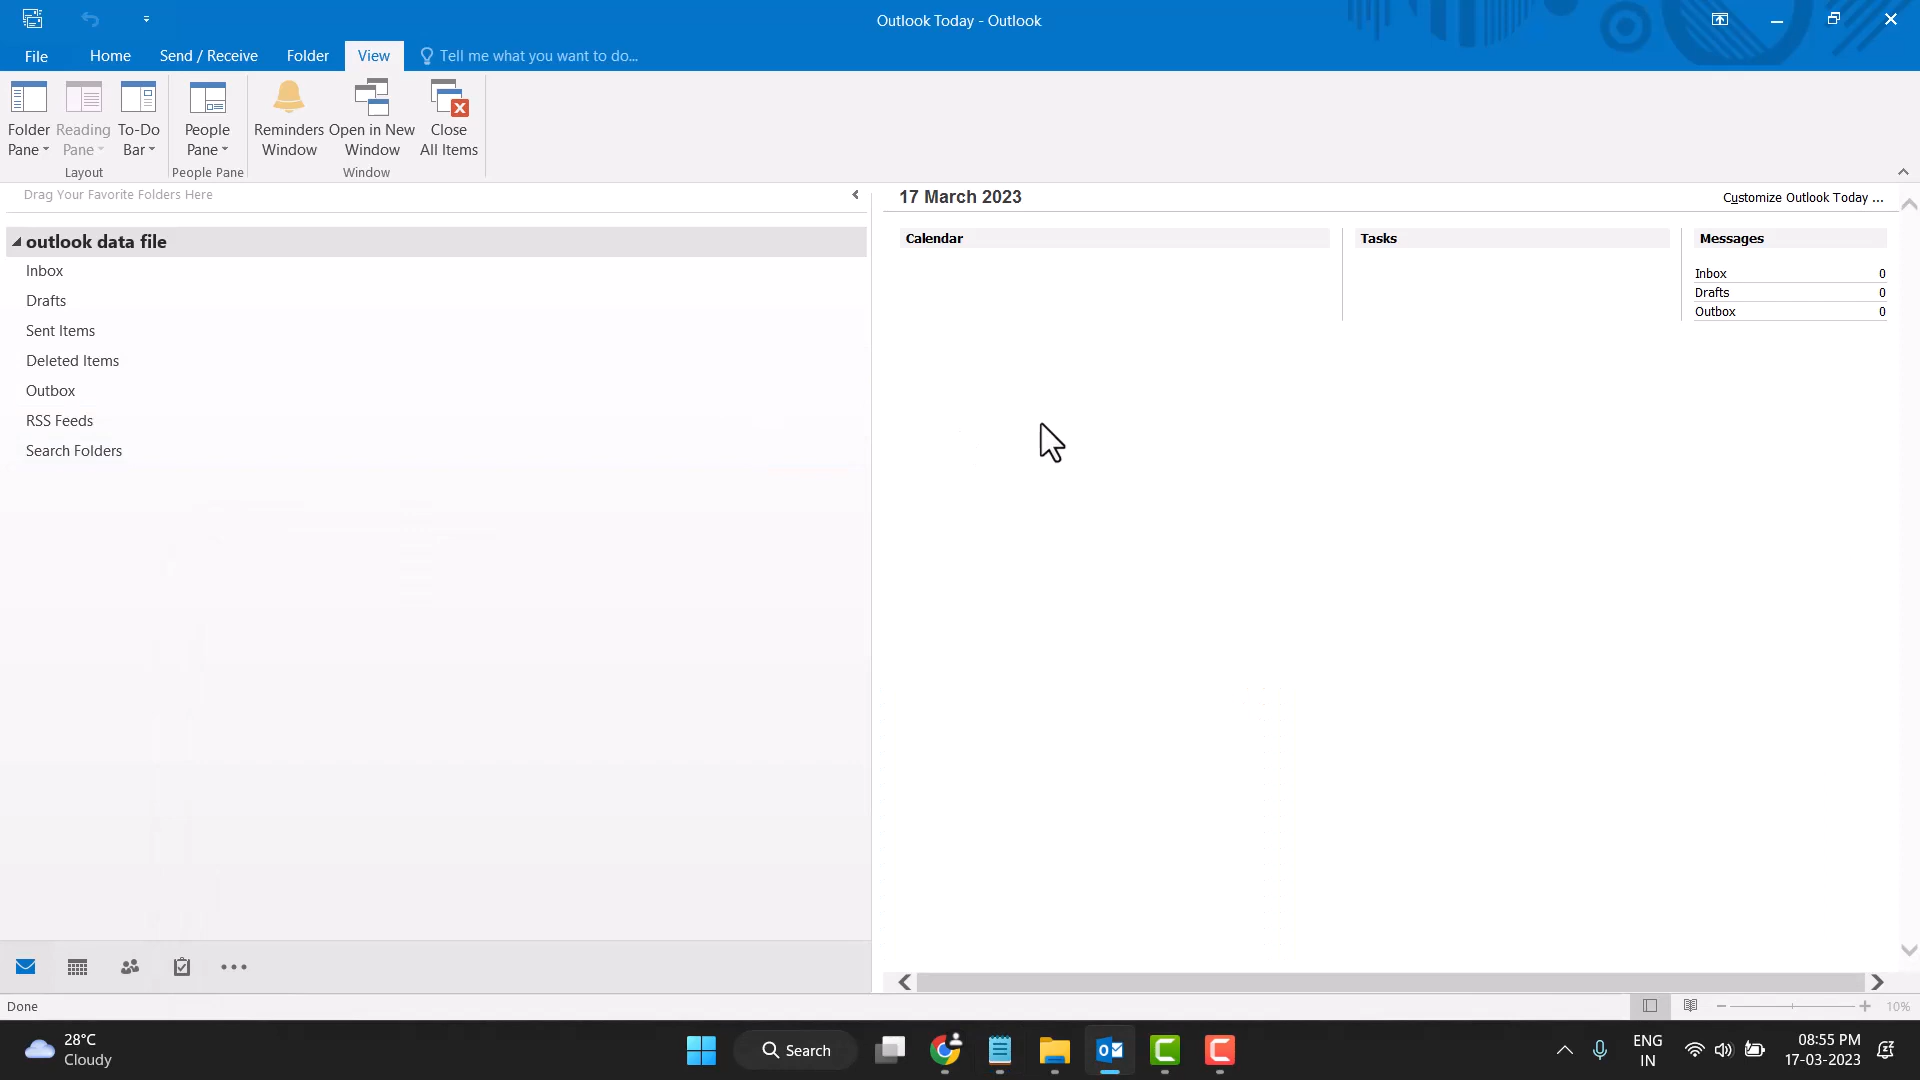 Outlook Today - Outlook
File Home Send / Receive Folder View Tell me what you want to do...
Folder Pane
Reading Pane
To-Do Bar
People Pane
Reminders Window
Open in New Window
Close All Items
Layout People Pane Window
Drag Your Favorite Folders Here
17 March 2023 Customize Outlook Today ...
outlook data file
Inbox
Drafts
Sent Items
Deleted Items
Outbox
RSS Feeds
Search Folders
Calendar Tasks Messages
Inbox 0
Drafts 0
Outbox 0
Done
10%
28°C
Cloudy
Search
ENG
IN
08:55 PM
17-03-2023